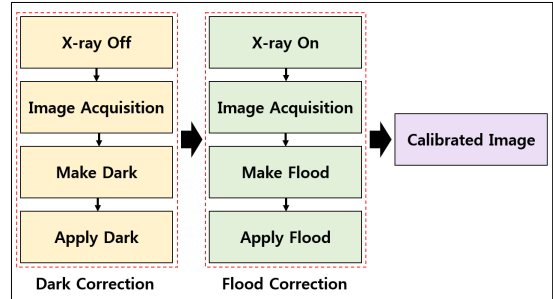 X-ray Off
Image Acquisition
Make Dark
Apply Dark
Dark Correction
X-ray On
Image Acquisition
Make Flood
Apply Flood
Flood Correction
Calibrated Image